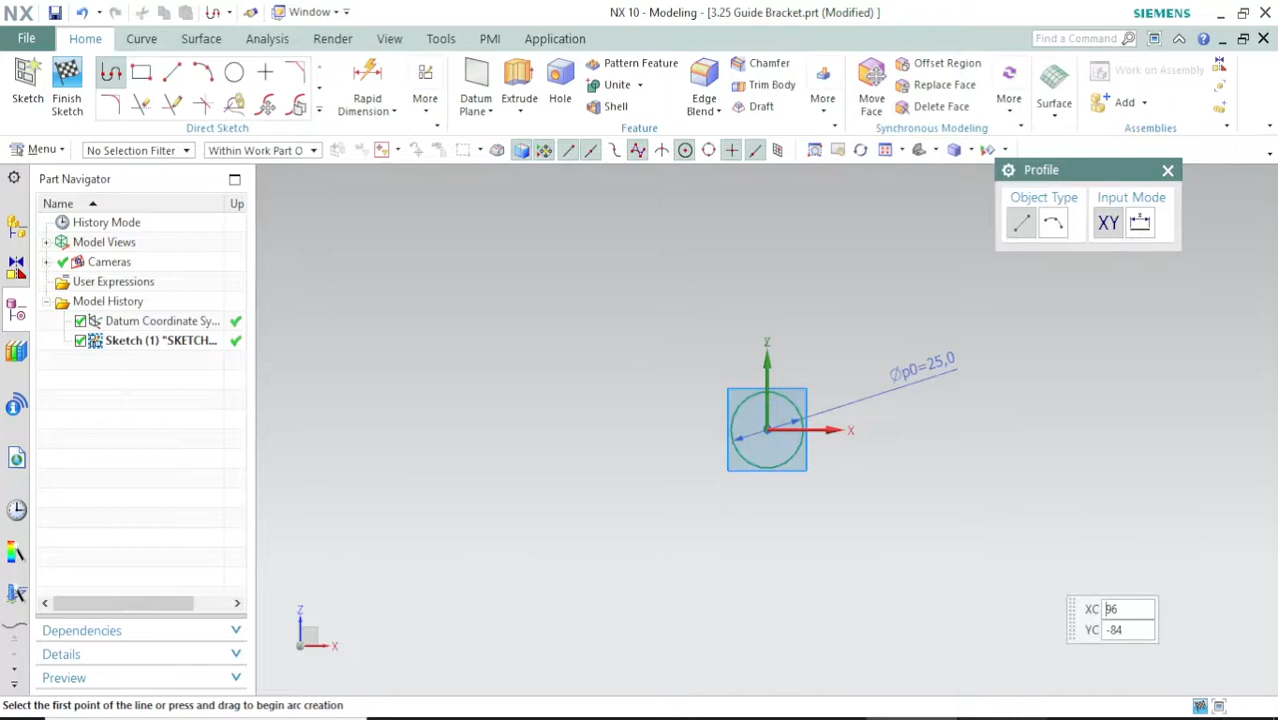 NX
Window
NX 10 - Modeling - [3.25 Guide Bracket.prt (Modified) ]
SIEMENS
File
Home
Curve
Surface
Analysis
Render
View
Tools
PMI
Application
Find a Command
Sketch
Finish Sketch
Direct Sketch
Rapid Dimension
More
Datum Plane
Extrude
Hole
Pattern Feature
Unite
Shell
Edge Blend
Chamfer
Trim Body
Draft
More
Feature
Move Face
Offset Region
Replace Face
Delete Face
More
Synchronous Modeling
Surface
Work on Assembly
Add
Assemblies
Menu
No Selection Filter
Within Work Part O
Part Navigator
Name
Up
History Mode
Model Views
Cameras
User Expressions
Model History
Datum Coordinate Sy...
Sketch (1) "SKETCH...
Dependencies
Details
Preview
Profile
Object Type
Input Mode
XY
Øp0=25,0
Y
X
Z
X
XC 96
YC -84
Select the first point of the line or press and drag to begin arc creation